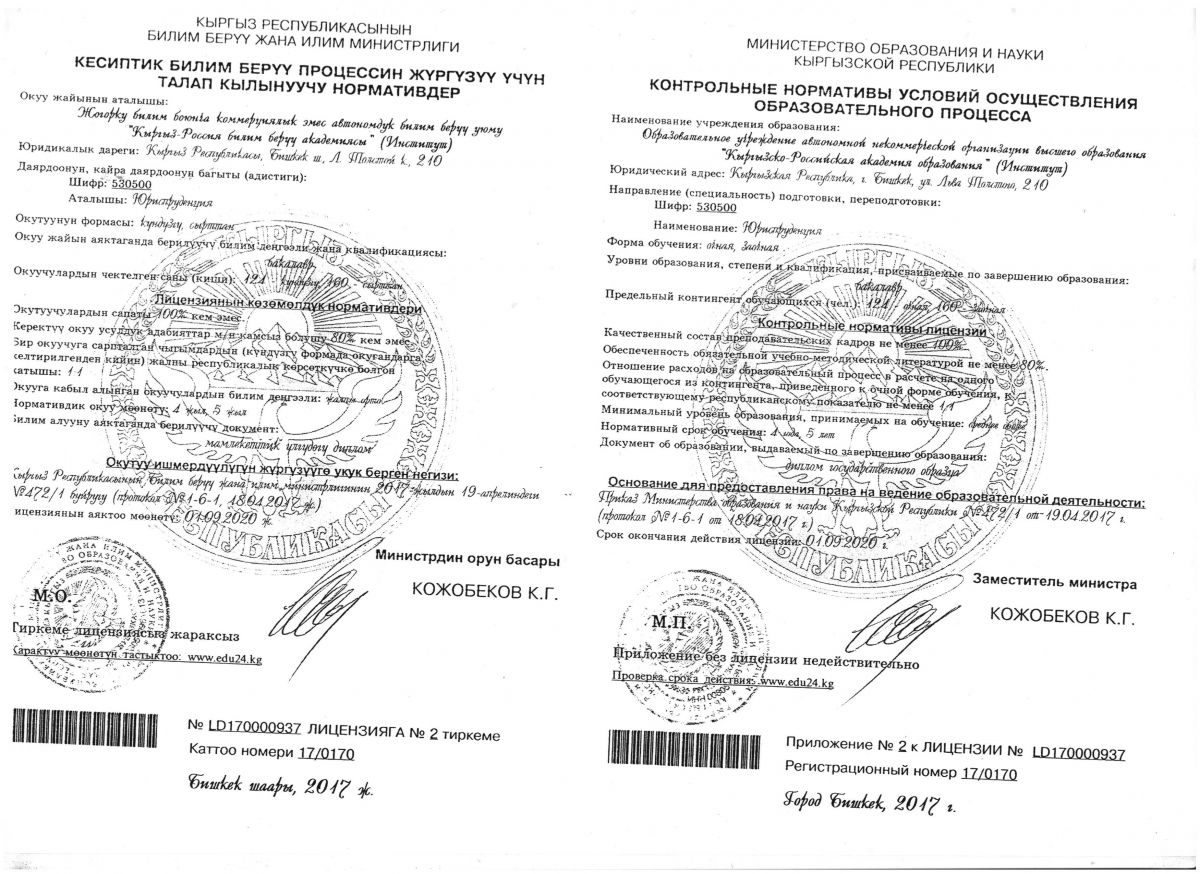 КЫРГЫЗ РЕСПУБЛИКАСЫНЫН
БИЛИМ БЕРҮҮ ЖАНА ИЛИМ МИНИСТРЛИГИ
КЕСИПТИК БИЛИМ БЕРҮҮ ПРОЦЕССИН ЖҮРГҮЗҮҮ ҮЧҮН
ТАЛАП КЫЛЫНУУЧУ НОРМАТИВДЕР
Окуу жайынын аталышы:
Жогорку билим боюнча коммерциялык эмес автономдук билим берүү уюму
"Кыргыз-Россия билим берүү академиясы" (Институт)
Юридикалык дареги: Кыргыз Республикасы, Бишкек ш., Л. Толстой к., 210
Даярдоонун, кайра даярдоонун багыты (адистиги):
Шифр: 530500
Аталышы: Юриспруденция
Окутуунун формасы: күндүзгү, сырттан
Окуу жайын аяктаганда берилүүчү билим деңгээли жана квалификациясы:
бакалавр
Окуучулардын чектелген саны (киши): 124 - күндүзгү, 160 - сырттан
Лицензиянын көзөмөлдүк нормативдери
Окутуучулардын сапаты 100% кем эмес.
Керектүү окуу усулдук адабияттар м/н камсыз болушу 80% кем эмес.
Бир окуучуга сарпталган чыгымдардын (күндүзгү формада окугандарга
келтирилгенден кийин) жалпы республикалык көрсөткүчкө болгон
катышы: 1:1
Окууга кабыл алынган окуучулардын билим деңгээли: жалпы орто
Нормативдик окуу мөөнөтү: 4 жыл, 5 жыл
Билим алууну аяктаганда берилүүчү документ:
мамлекеттик үлгүдөгү диплом
Окутуу ишмердүүлүгүн жүргүзүүгө укук берген негизи:
Кыргыз Республикасынын Билим берүү жана илим министрлигинин 2017-жылдын 19-апрелиндеги
№472/1 буйругу (протокол №1-6-1, 18.04.2017 ж.)
Лицензиянын аяктоо мөөнөтү: 01.09.2020 ж.
Министрдин орун басары
КОЖОБЕКОВ К.Г.
М.О.
Тиркеме лицензиясыз жараксыз
Жарактуу мөөнөтүн тастыктоо: www.edu24.kg
№ LD170000937 ЛИЦЕНЗИЯГА № 2 тиркеме
Каттоо номери 17/0170
Бишкек шаары, 2017 ж.
МИНИСТЕРСТВО ОБРАЗОВАНИЯ И НАУКИ
КЫРГЫЗСКОЙ РЕСПУБЛИКИ
КОНТРОЛЬНЫЕ НОРМАТИВЫ УСЛОВИЙ ОСУЩЕСТВЛЕНИЯ
ОБРАЗОВАТЕЛЬНОГО ПРОЦЕССА
Наименование учреждения образования:
Образовательное учреждение автономной некоммерческой организации высшего образования
"Кыргызско-Российская академия образования" (Институт)
Юридический адрес: Кыргызская Республика, г. Бишкек, ул. Льва Толстого, 210
Направление (специальность) подготовки, переподготовки:
Шифр: 530500
Наименование: Юриспруденция
Форма обучения: очная, заочная
Уровни образования, степени и квалификация, присваиваемые по завершению образования:
бакалавр
Предельный контингент обучающихся (чел.): 124 - очная, 160 - заочная
Контрольные нормативы лицензии
Качественный состав преподавательских кадров не менее 100%.
Обеспеченность обязательной учебно-методической литературой не менее 80%.
Отношение расходов на образовательный процесс в расчете на одного
обучающегося из контингента, приведенного к очной форме обучения, к
соответствующему республиканскому показателю не менее 1:1
Минимальный уровень образования, принимаемых на обучение: среднее общее
Нормативный срок обучения: 4 года, 5 лет
Документ об образовании, выдаваемый по завершению образования:
диплом государственного образца
Основание для предоставления права на ведение образовательной деятельности:
Приказ Министерства образования и науки Кыргызской Республики №472/1 от 19.04.2017 г.
(протокол №1-6-1 от 18.04.2017 г.)
Срок окончания действия лицензии: 01.09.2020 г.
Заместитель министра
КОЖОБЕКОВ К.Г.
М.П.
Приложение без лицензии недействительно
Проверка срока действия: www.edu24.kg
Приложение № 2 к ЛИЦЕНЗИИ № LD170000937
Регистрационный номер 17/0170
Город Бишкек, 2017 г.